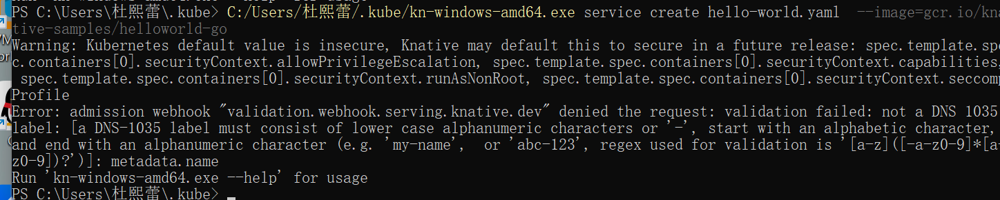 PS C:\Users\杜熙蕾\.kube> C:/Users/杜熙蕾/.kube/kn-windows-amd64.exe service create hello-world.yaml  --image=gcr.io/kna
tive-samples/helloworld-go
Warning: Kubernetes default value is insecure, Knative may default this to secure in a future release: spec.template.spe
c.containers[0].securityContext.allowPrivilegeEscalation, spec.template.spec.containers[0].securityContext.capabilities,
 spec.template.spec.containers[0].securityContext.runAsNonRoot, spec.template.spec.containers[0].securityContext.seccomp
Profile
Error: admission webhook "validation.webhook.serving.knative.dev" denied the request: validation failed: not a DNS 1035
label: [a DNS-1035 label must consist of lower case alphanumeric characters or '-', start with an alphabetic character,
and end with an alphanumeric character (e.g. 'my-name',  or 'abc-123', regex used for validation is '[a-z]([-a-z0-9]*[a-
z0-9])?')]: metadata.name
Run 'kn-windows-amd64.exe --help' for usage
PS C:\Users\杜熙蕾\.kube>